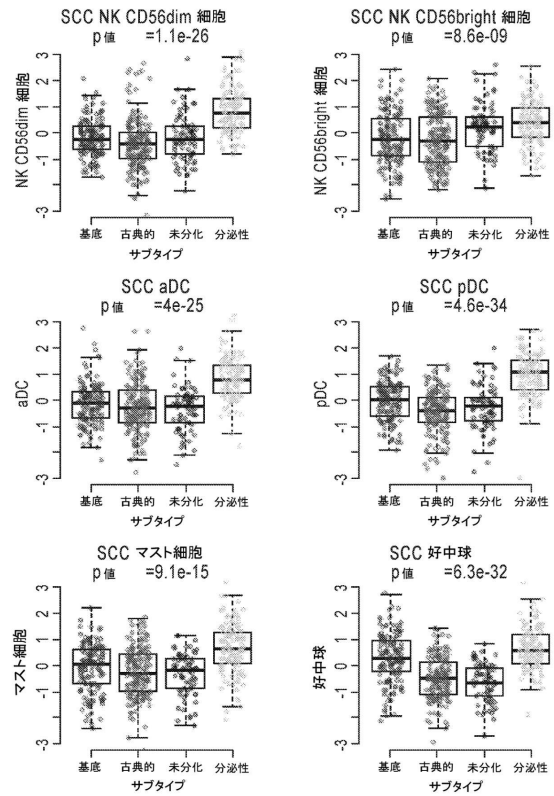 SCC NK CD56dim 細胞
p値 =1.1e-26
NK CD56dim 細胞
3
2
1
0
-1
-3
基底 古典的 未分化 分泌性
サブタイプ
SCC NK CD56bright 細胞
p値 =8.6e-09
NK CD56bright 細胞
3
2
1
0
-1
-3
基底 古典的 未分化 分泌性
サブタイプ
SCC aDC
p値 =4e-25
aDC
3
2
1
0
-1
-3
基底 古典的 未分化 分泌性
サブタイプ
SCC pDC
p値 =4.6e-34
pDC
3
2
1
0
-1
-3
基底 古典的 未分化 分泌性
サブタイプ
SCC マスト細胞
p値 =9.1e-15
マスト細胞
3
2
1
0
-1
-3
基底 古典的 未分化 分泌性
サブタイプ
SCC 好中球
p値 =6.3e-32
好中球
3
2
1
0
-1
-3
基底 古典的 未分化 分泌性
サブタイプ